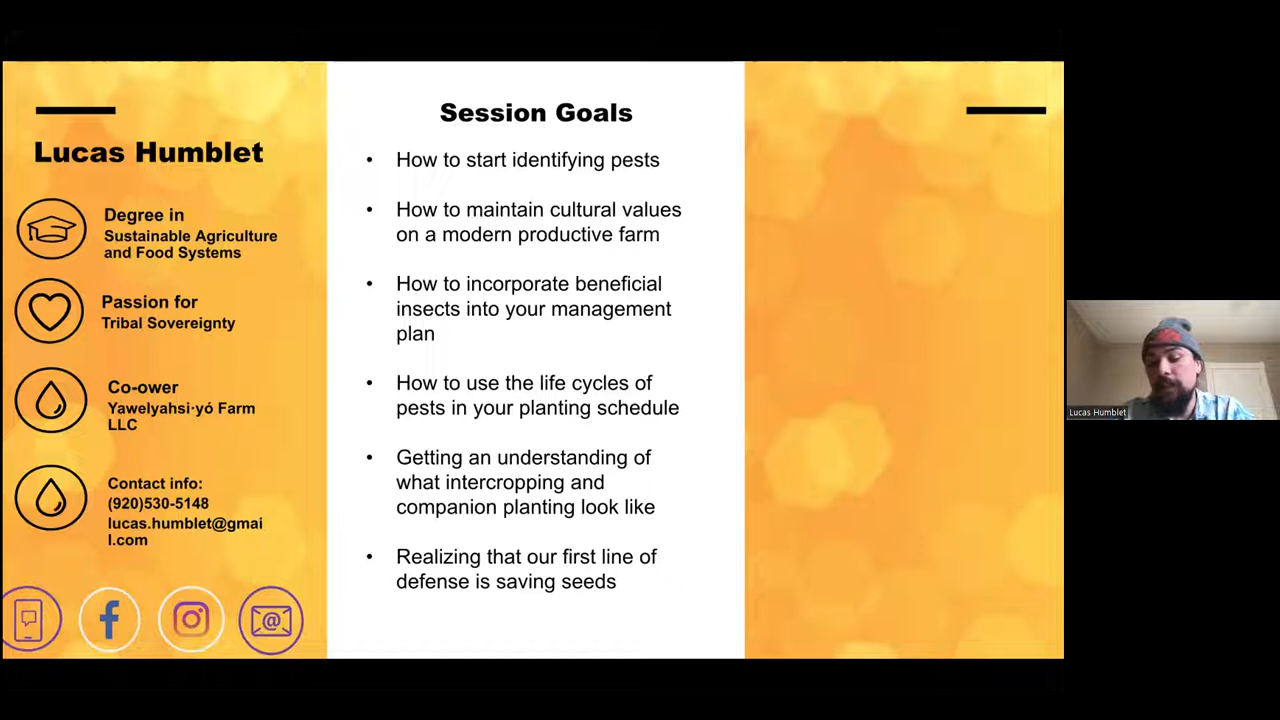 Lucas Humblet
Degree in
Sustainable Agriculture
and Food Systems
Passion for
Tribal Sovereignty
Co-ower
Yawelyahsi·yó Farm
LLC
Contact info:
(920)530-5148
lucas.humblet@gmai
l.com
Session Goals
• How to start identifying pests
• How to maintain cultural values
on a modern productive farm
• How to incorporate beneficial
insects into your management
plan
• How to use the life cycles of
pests in your planting schedule
• Getting an understanding of
what intercropping and
companion planting look like
• Realizing that our first line of
defense is saving seeds
Lucas Humblet